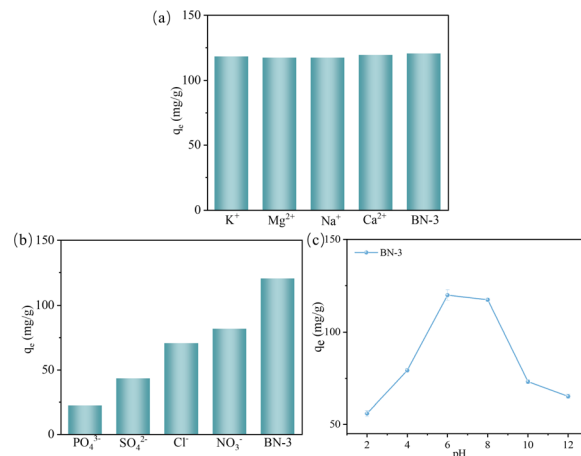 (a)
150
100
50
0
qₑ (mg/g)
K⁺ Mg²⁺ Na⁺ Ca²⁺ BN-3
(b)
150
100
50
0
qₑ (mg/g)
PO₄³⁻ SO₄²⁻ Cl⁻ NO₃⁻ BN-3
(c)
BN-3
150
100
50
qₑ (mg/g)
2 4 6 8 10 12
pH